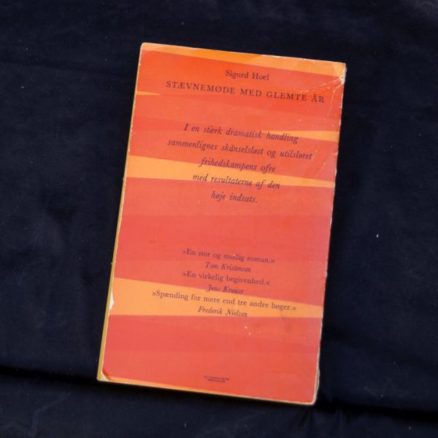 Sigurd Hoel
STÆVNEMØDE MED GLEMTE ÅR
I en stærk dramatisk handling
sammenlignes skånselsløst og utilsløret
frihedskampens ofre
med resultaterne af den
høje indsats.
»En stor og modig roman.«
Tom Kristensen
»En virkelig begivenhed.«
Jens Kruuse
»Spænding for mere end tre andre bøger.«
Frederik Nielsen